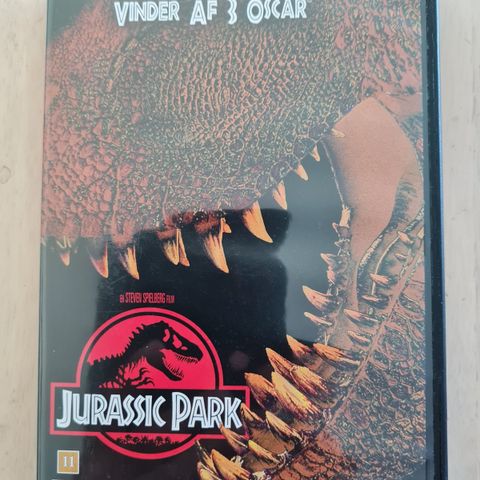 VINDER AF 3 OSCAR
EN STEVEN SPIELBERG FILM
JURASSIC PARK
11